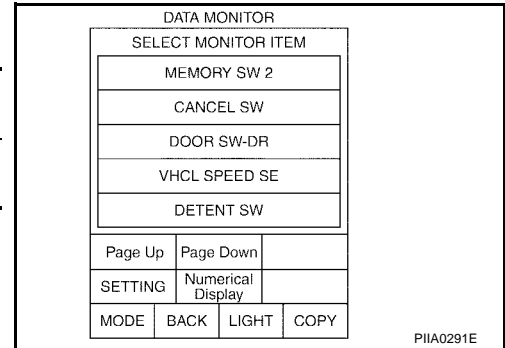 DATA MONITOR
SELECT MONITOR ITEM
MEMORY SW 2
CANCEL SW
DOOR SW-DR
VHCL SPEED SE
DETENT SW
Page Up Page Down
SETTING Numerical Display
MODE BACK LIGHT COPY
PIIA0291E